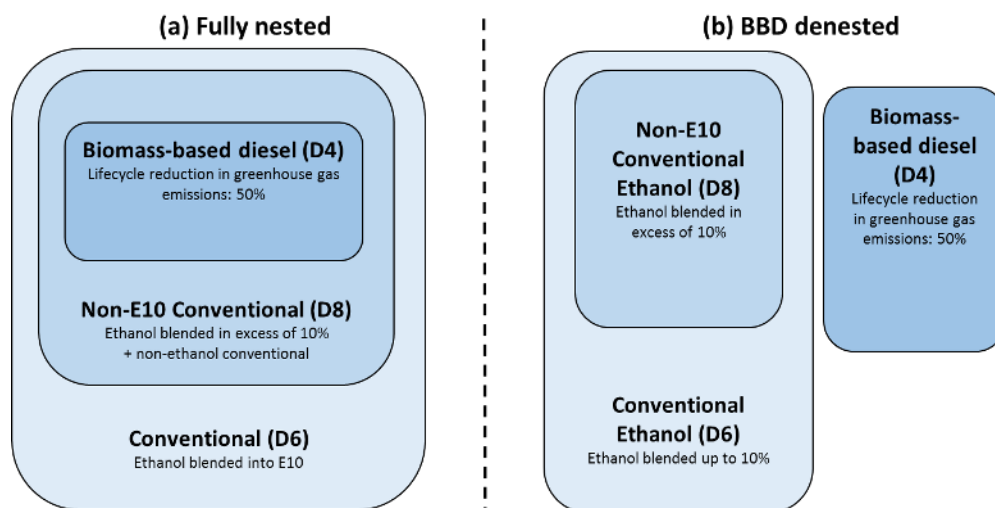 (a) Fully nested
Biomass-based diesel (D4)
Lifecycle reduction in greenhouse gas
emissions: 50%
Non-E10 Conventional (D8)
Ethanol blended in excess of 10%
+ non-ethanol conventional
Conventional (D6)
Ethanol blended into E10
(b) BBD denested
Non-E10
Conventional
Ethanol (D8)
Ethanol blended in
excess of 10%
Conventional
Ethanol (D6)
Ethanol blended up to 10%
Biomass-
based diesel
(D4)
Lifecycle reduction
in greenhouse gas
emissions: 50%